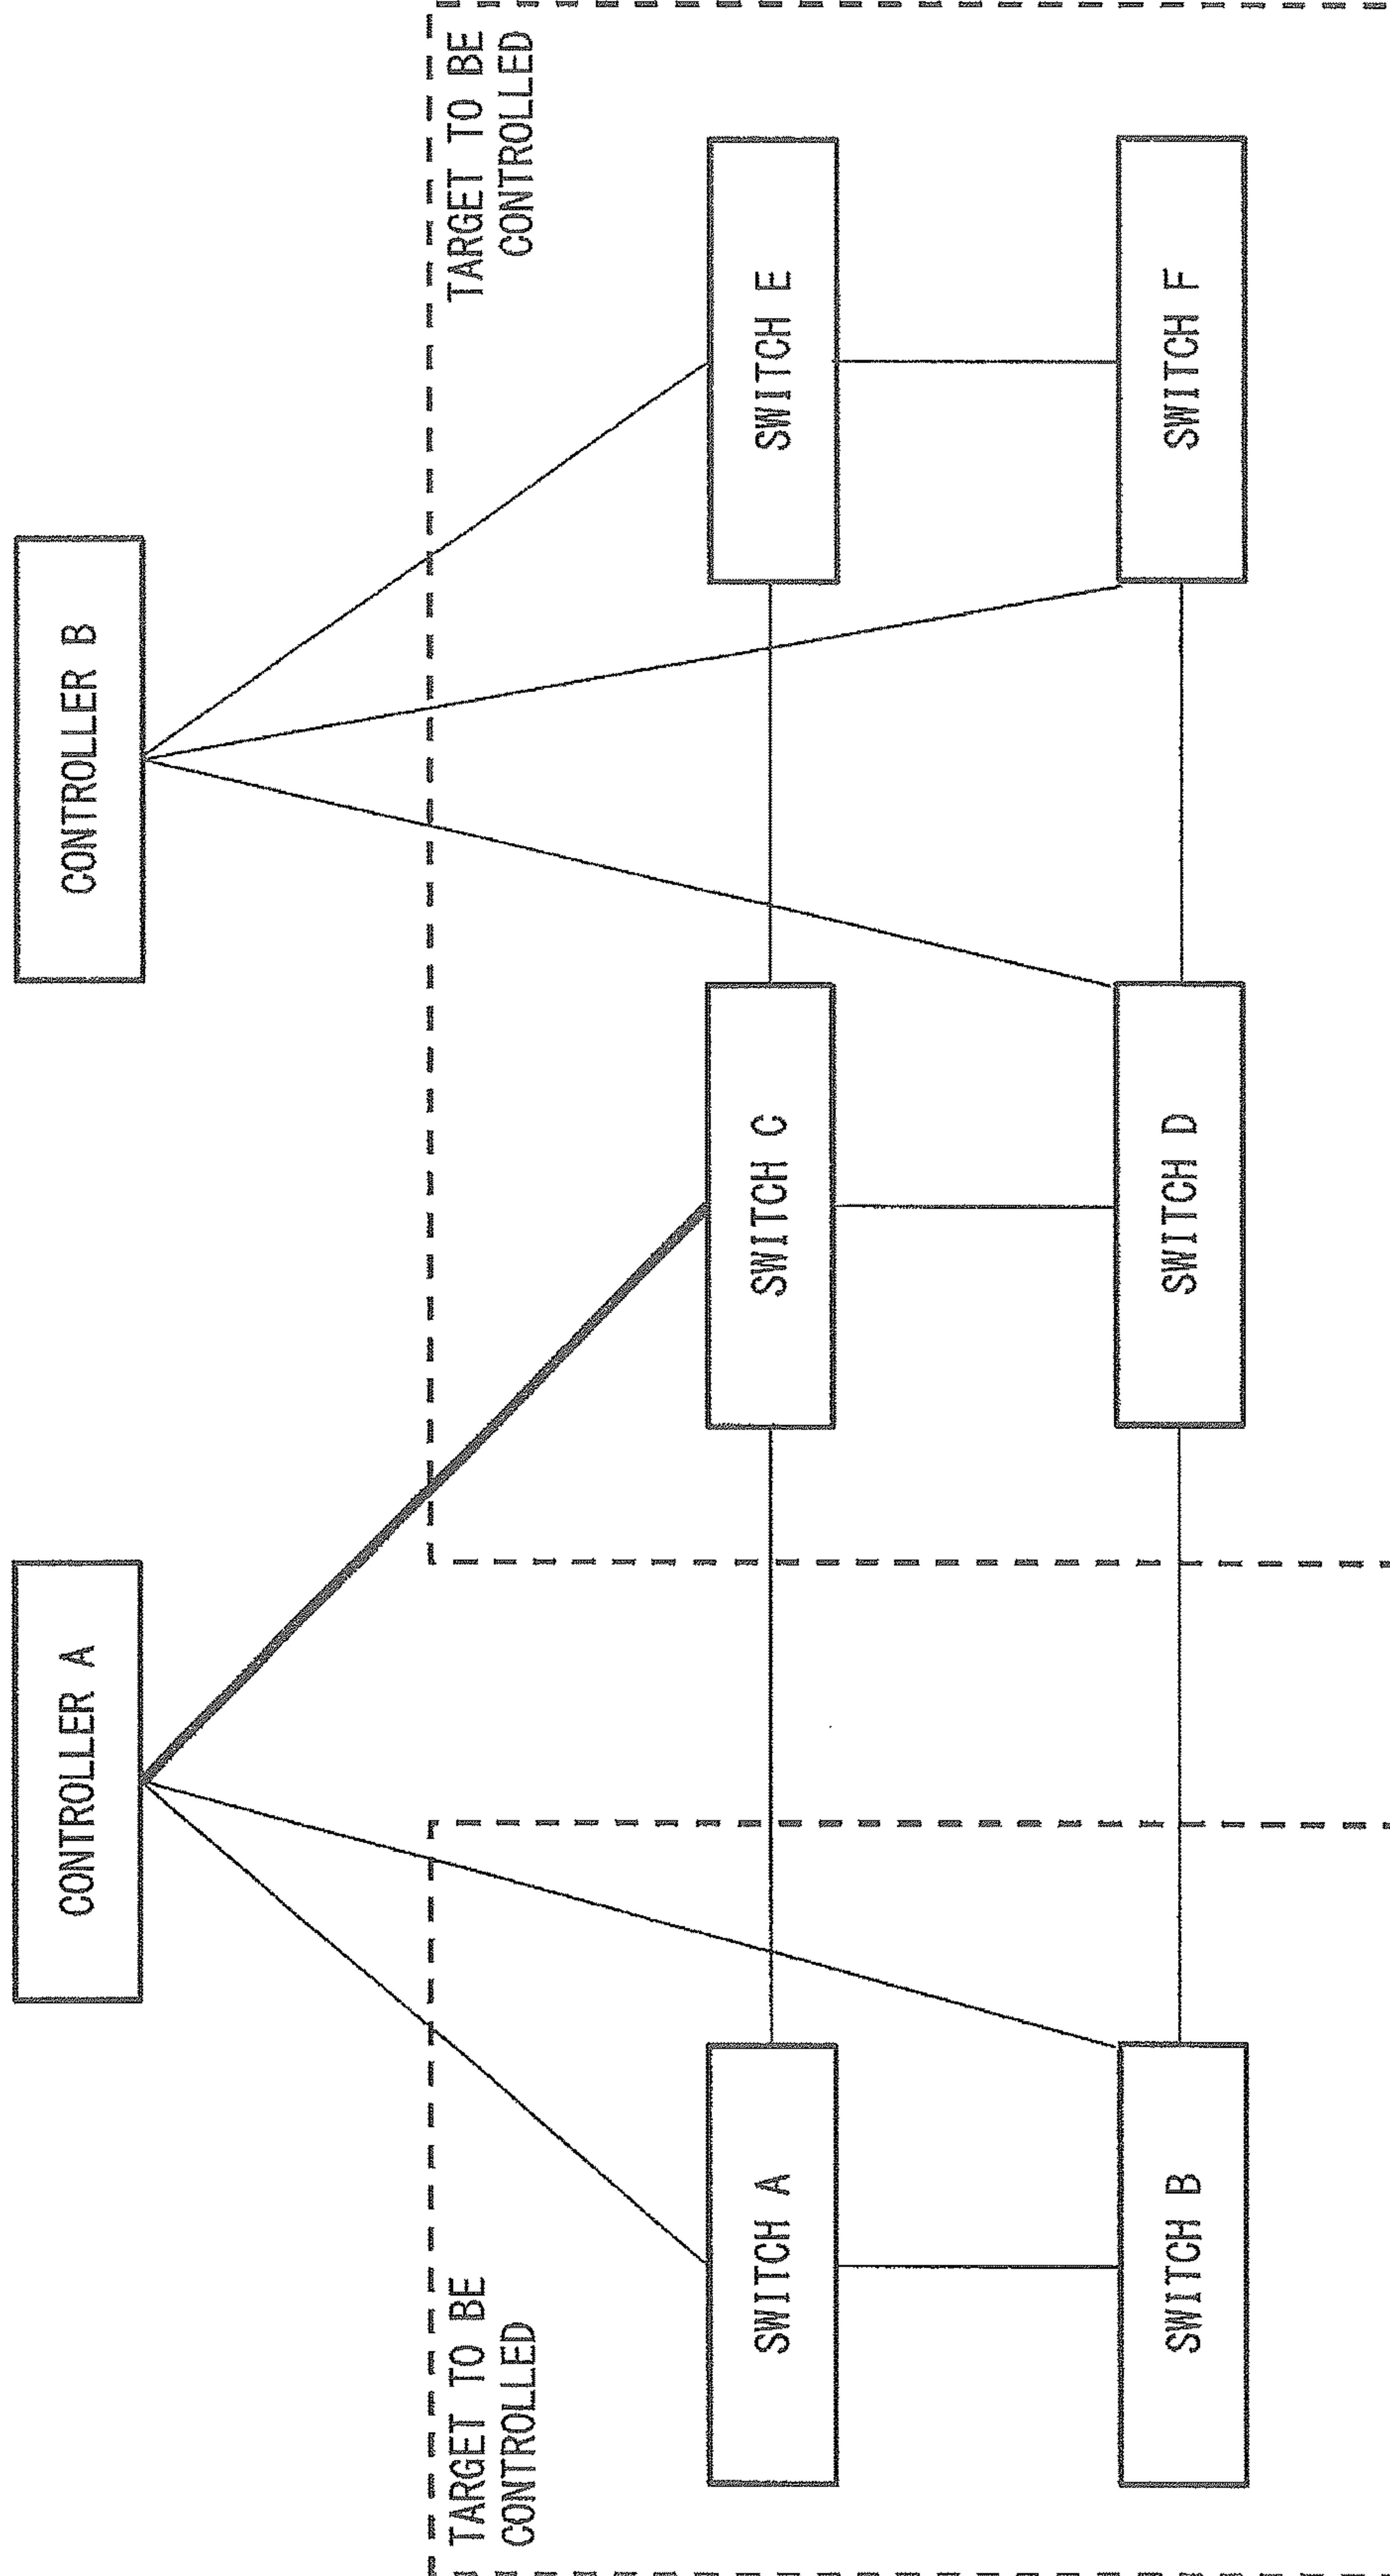 CONTROLLER A
CONTROLLER B
TARGET TO BE
CONTROLLED
TARGET TO BE
CONTROLLED
SWITCH A
SWITCH C
SWITCH E
SWITCH B
SWITCH D
SWITCH F